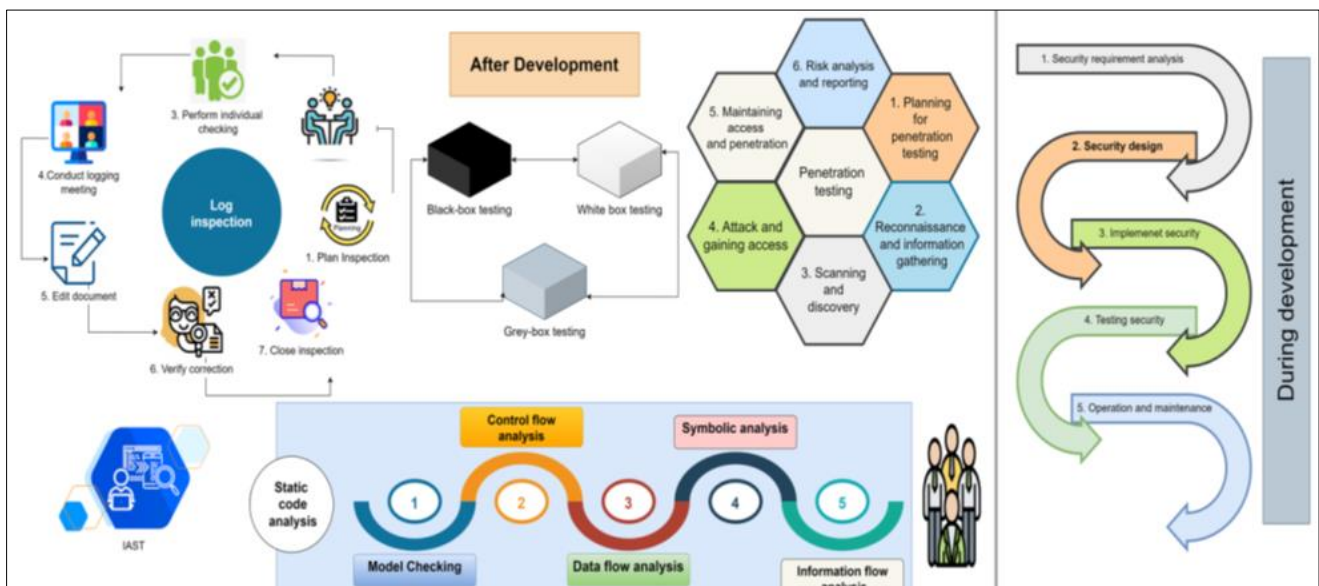 After Development
3. Perform individual
checking
4.Conduct logging
meeting
Log
inspection
Planning
1. Plan Inspection
5. Edit document
6. Verify correction
7. Close inspection
Black-box testing
White box testing
Grey-box testing
6. Risk analysis
and reporting
5. Maintaining
access
and penetration
1. Planning
for
penetration
testing
Penetration
testing
4. Attack and
gaining access
2.
Reconnaissance
and information
gathering
3. Scanning
and
discovery
IAST
Static
code
analysis
Control flow
analysis
Symbolic analysis
1
2
3
4
5
Model Checking
Data flow analysis
Information flow
analysis
1. Security requirement analysis
2. Security design
3. Implemenet security
4. Testing security
5. Operation and maintenance
During development